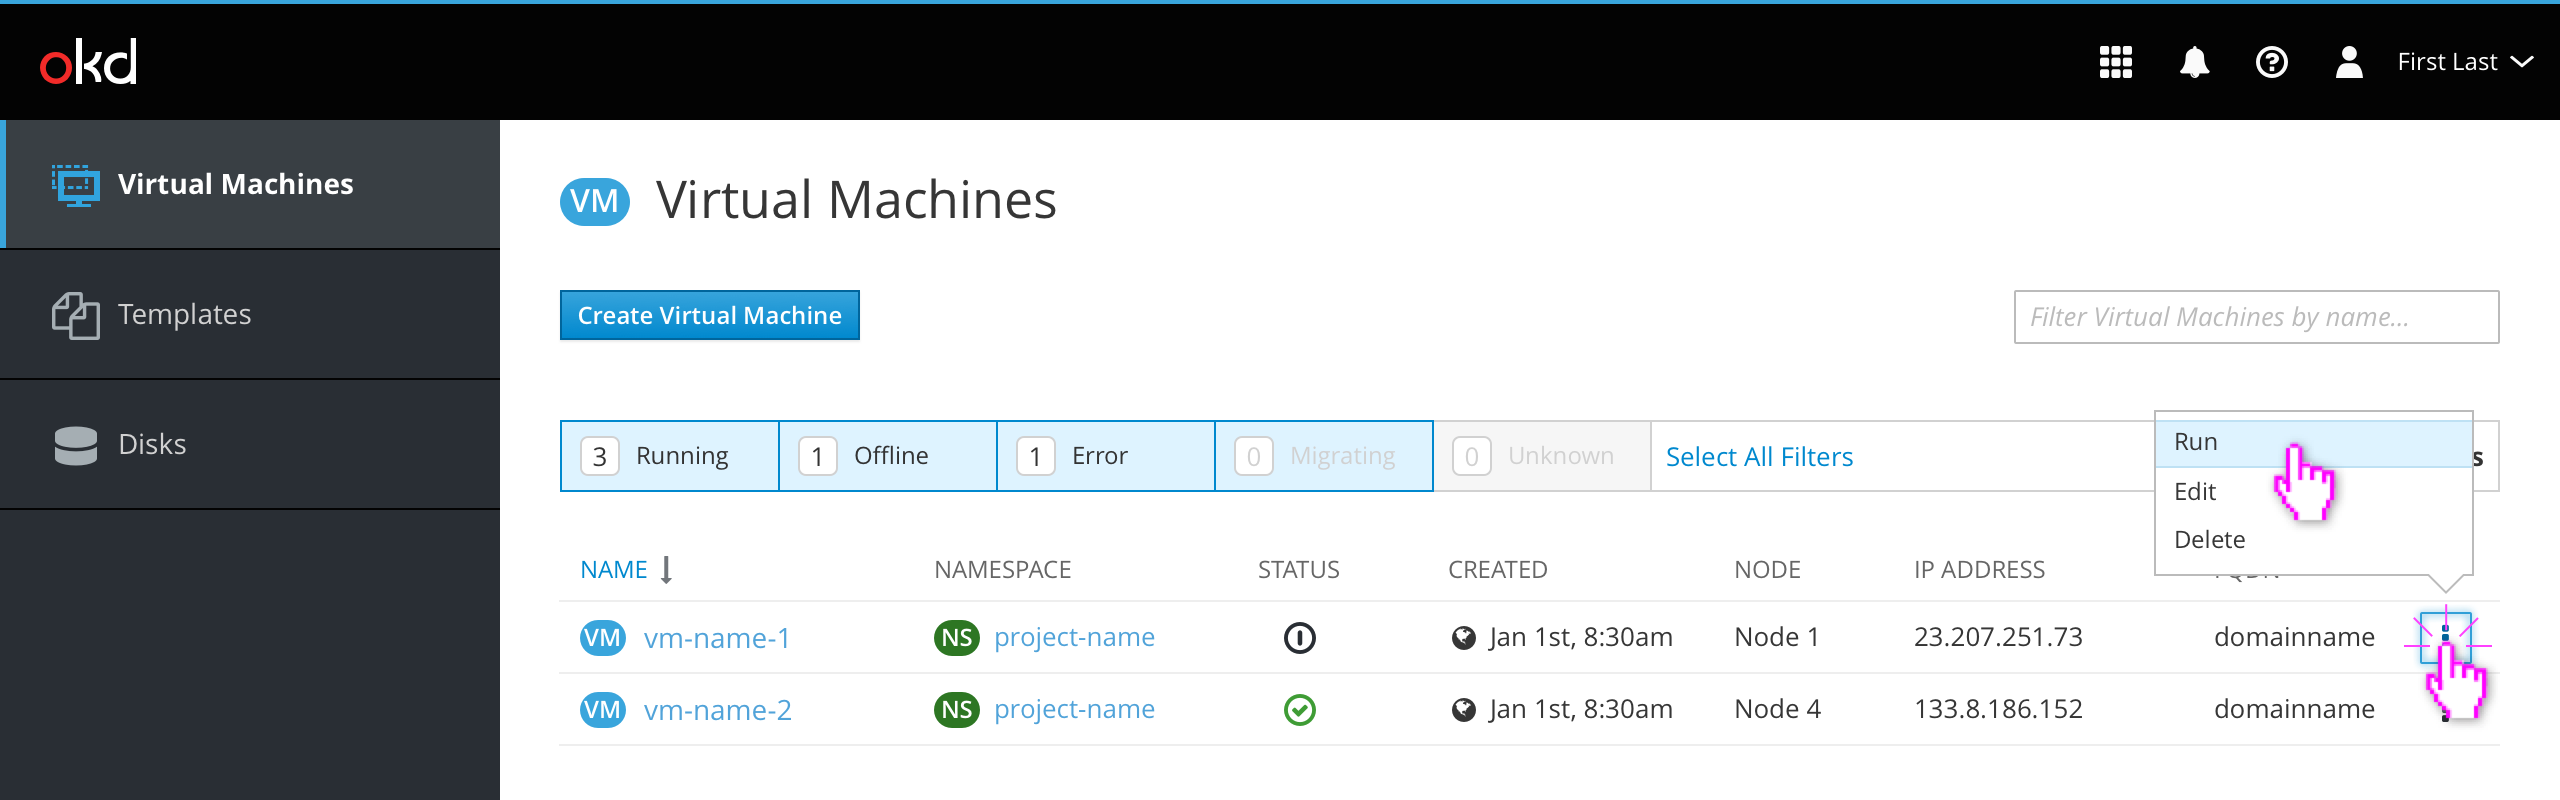 okd
First Last
Virtual Machines
Templates
Disks
VM Virtual Machines
Create Virtual Machine
Filter Virtual Machines by name...
3 Running 1 Offline 1 Error 0 Migrating 0 Unknown Select All Filters
Run
Edit
Delete
NAME NAMESPACE STATUS CREATED NODE IP ADDRESS
VM vm-name-1 NS project-name Jan 1st, 8:30am Node 1 23.207.251.73 domainname
VM vm-name-2 NS project-name Jan 1st, 8:30am Node 4 133.8.186.152 domainname